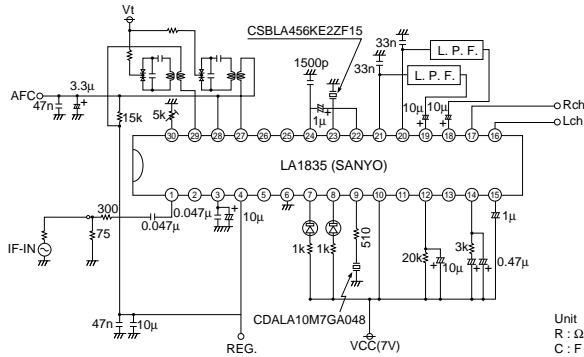 Vt
CSBLA456KE2ZF15
33n
L. P. F.
1500p
33n
L. P. F.
3.3µ
AFC
47n
15k
5k
1µ
10µ
10µ
Rch
Lch
30 29 28 27 26 25 24 23 22 21 20 19 18 17 16
LA1835 (SANYO)
1 2 3 4 5 6 7 8 9 10 11 12 13 14 15
300
0.047µ
0.047µ
10µ
1µ
IF-IN
75
1k
1k
510
20k
10µ
3k
0.47µ
47n
10µ
CDALA10M7GA048
REG.
VCC(7V)
Unit
R : Ω
C : F